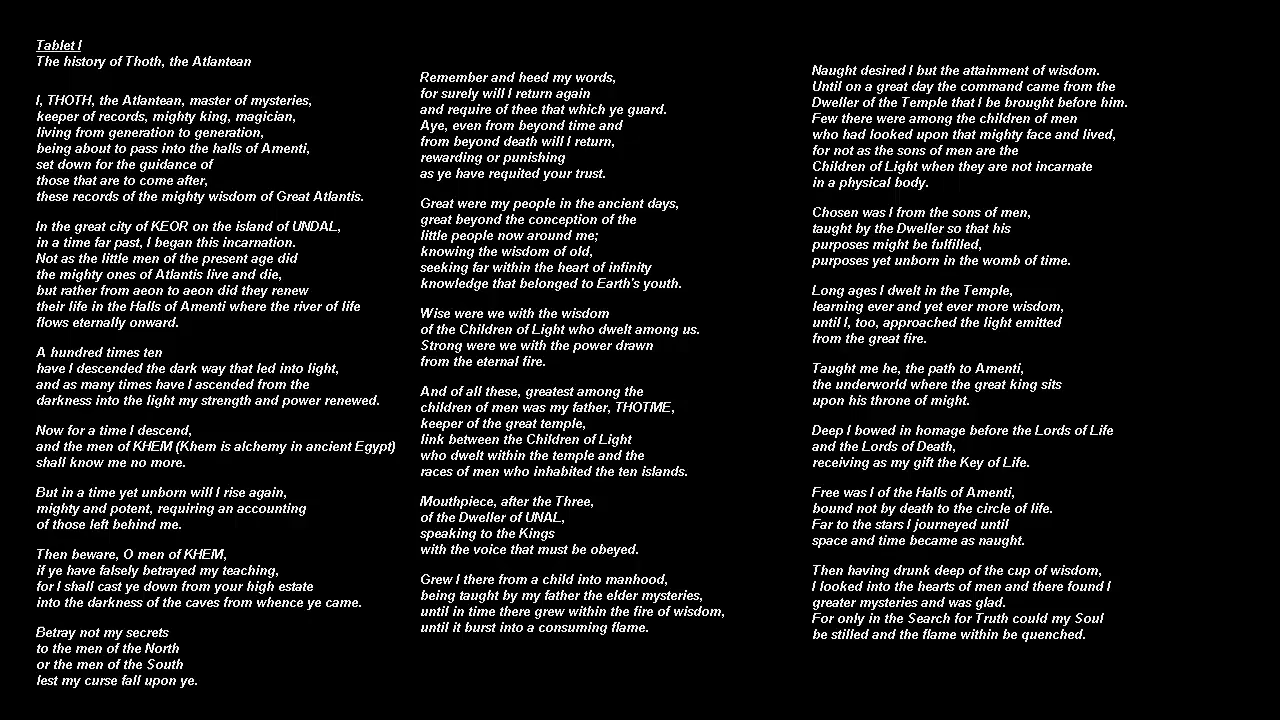 Tablet I
The history of Thoth, the Atlantean
I, THOTH, the Atlantean, master of mysteries,
keeper of records, mighty king, magician,
living from generation to generation,
being about to pass into the halls of Amenti,
set down for the guidance of
those that are to come after,
these records of the mighty wisdom of Great Atlantis.
In the great city of KEOR on the island of UNDAL,
in a time far past, I began this incarnation.
Not as the little men of the present age did
the mighty ones of Atlantis live and die,
but rather from aeon to aeon did they renew
their life in the Halls of Amenti where the river of life
flows eternally onward.
A hundred times ten
have I descended the dark way that led into light,
and as many times have I ascended from the
darkness into the light my strength and power renewed.
Now for a time I descend,
and the men of KHEM (Khem is alchemy in ancient Egypt)
shall know me no more.
But in a time yet unborn will I rise again,
mighty and potent, requiring an accounting
of those left behind me.
Then beware, O men of KHEM,
if ye have falsely betrayed my teaching,
for I shall cast ye down from your high estate
into the darkness of the caves from whence ye came.
Betray not my secrets
to the men of the North
or the men of the South
lest my curse fall upon ye.
Remember and heed my words,
for surely will I return again
and require of thee that which ye guard.
Aye, even from beyond time and
from beyond death will I return,
rewarding or punishing
as ye have requited your trust.
Great were my people in the ancient days,
great beyond the conception of the
little people now around me;
knowing the wisdom of old,
seeking far within the heart of infinity
knowledge that belonged to Earth's youth.
Wise were we with the wisdom
of the Children of Light who dwelt among us.
Strong were we with the power drawn
from the eternal fire.
And of all these, greatest among the
children of men was my father, THOTME,
keeper of the great temple,
link between the Children of Light
who dwelt within the temple and the
races of men who inhabited the ten islands.
Mouthpiece, after the Three,
of the Dweller of UNAL,
speaking to the Kings
with the voice that must be obeyed.
Grew I there from a child into manhood,
being taught by my father the elder mysteries,
until in time there grew within the fire of wisdom,
until it burst into a consuming flame.
Naught desired I but the attainment of wisdom.
Until on a great day the command came from the
Dweller of the Temple that I be brought before him.
Few there were among the children of men
who had looked upon that mighty face and lived,
for not as the sons of men are the
Children of Light when they are not incarnate
in a physical body.
Chosen was I from the sons of men,
taught by the Dweller so that his
purposes might be fulfilled,
purposes yet unborn in the womb of time.
Long ages I dwelt in the Temple,
learning ever and yet ever more wisdom,
until I, too, approached the light emitted
from the great fire.
Taught me he, the path to Amenti,
the underworld where the great king sits
upon his throne of might.
Deep I bowed in homage before the Lords of Life
and the Lords of Death,
receiving as my gift the Key of Life.
Free was I of the Halls of Amenti,
bound not by death to the circle of life.
Far to the stars I journeyed until
space and time became as naught.
Then having drunk deep of the cup of wisdom,
I looked into the hearts of men and there found I
greater mysteries and was glad.
For only in the Search for Truth could my Soul
be stilled and the flame within be quenched.